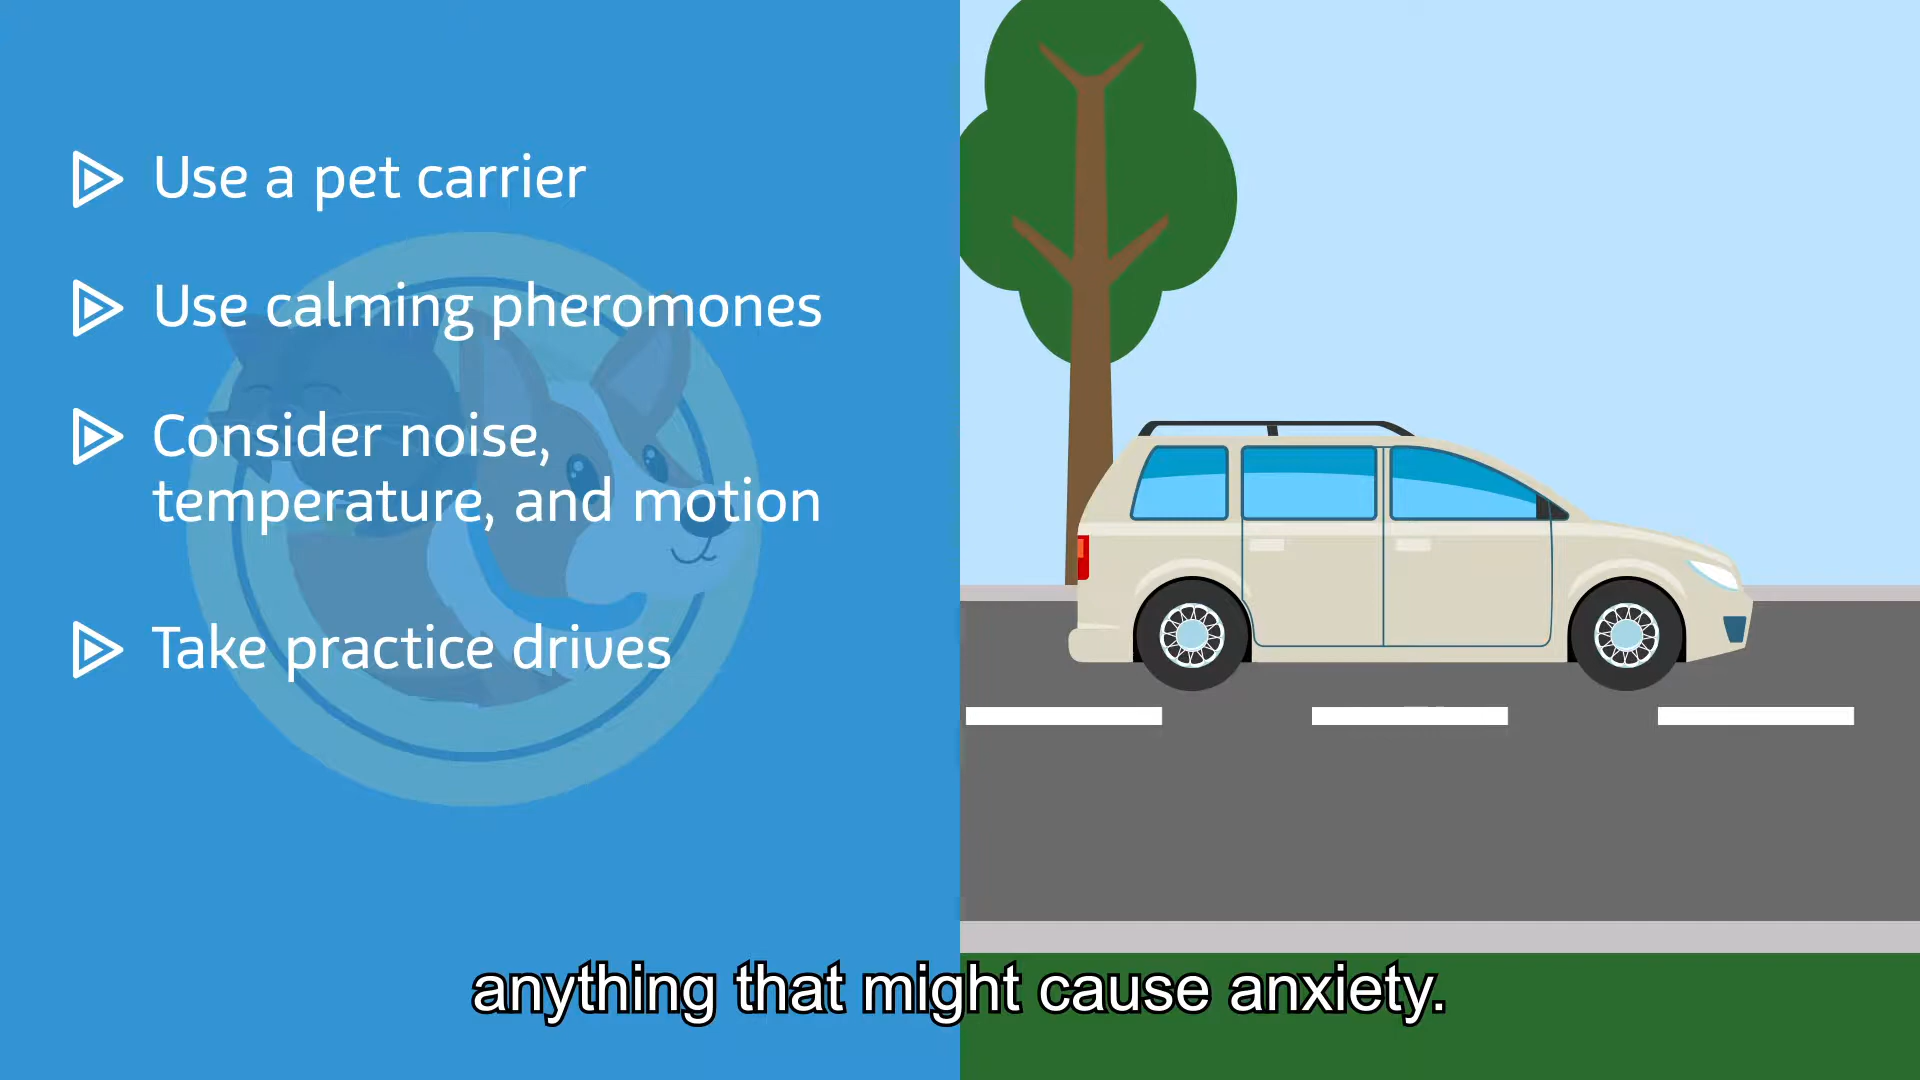 Use a pet carrier
Use calming pheromones
Consider noise,
temperature, and motion
Take practice drives
anything that might cause anxiety.